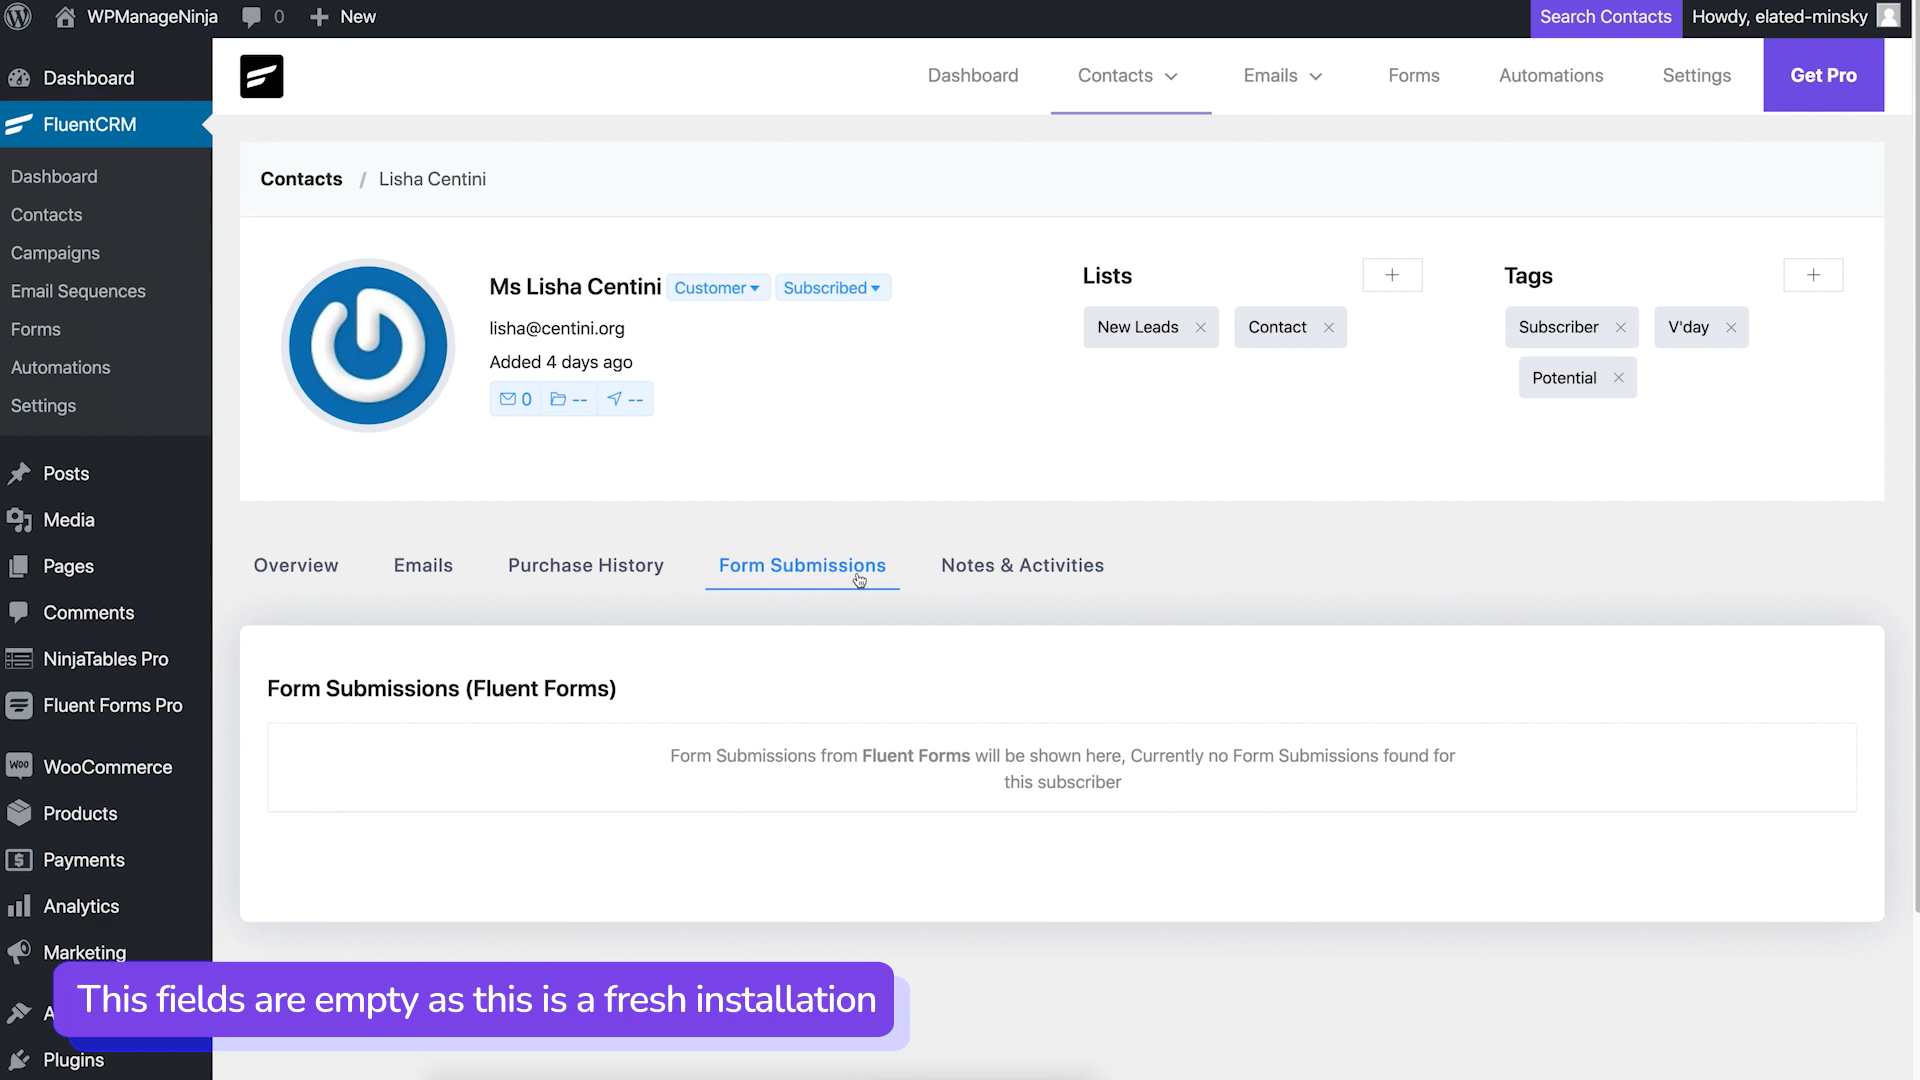 WPManageNinja
0
New
Search Contacts
Howdy, elated-minsky
Dashboard
FluentCRM
Dashboard
Contacts
Campaigns
Email Sequences
Forms
Automations
Settings
Posts
Media
Pages
Comments
NinjaTables Pro
Fluent Forms Pro
WooCommerce
Products
Payments
Analytics
Marketing
A
Plugins
Dashboard
Contacts
Emails
Forms
Automations
Settings
Get Pro
Contacts / Lisha Centini
Ms Lisha Centini Customer Subscribed
lisha@centini.org
Added 4 days ago
0 -- --
Lists
+
New Leads ×
Contact ×
Tags
+
Subscriber ×
V'day ×
Potential ×
Overview
Emails
Purchase History
Form Submissions
Notes & Activities
Form Submissions (Fluent Forms)
Form Submissions from Fluent Forms will be shown here, Currently no Form Submissions found for
this subscriber
This fields are empty as this is a fresh installation